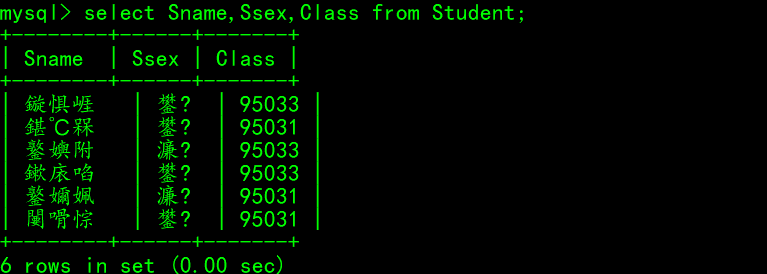 mysql> select Sname,Ssex,Class from Student;
+--------+------+-------+
| Sname  | Ssex | Class |
+--------+------+-------+
| 鏇惧崕   | 鐢?  | 95033 |
| 鍖℃槑   | 鐢?  | 95031 |
| 鐜嬩附   | 濂?  | 95033 |
| 鏉庡啗   | 鐢?  | 95033 |
| 鐜嬭姵   | 濂?  | 95031 |
| 闄嗗悰   | 鐢?  | 95031 |
+--------+------+-------+
6 rows in set (0.00 sec)